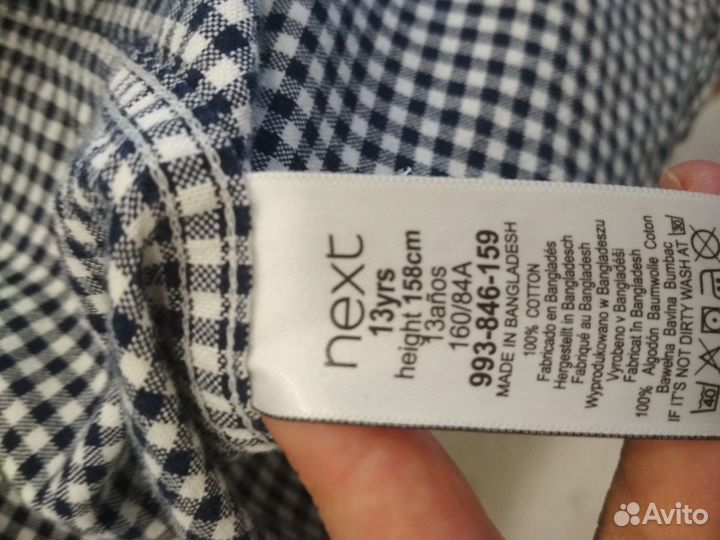 next
13yrs
height 158cm
13años
160/84A
993-846-159
MADE IN BANGLADESH
100% COTTON
Fabricado en Bangladés
Hergestellt in Bangladesch
Fabriqué au Bangladesh
Wyprodukowano w Bangladeszu
Vyrobeno v Bangladéši
Fabricat în Bangladesh
100% Algodón Baumwolle Coton
Bawełna Bavlna Bumbac
IF IT'S NOT DIRTY WASH AT 30
40
Avito